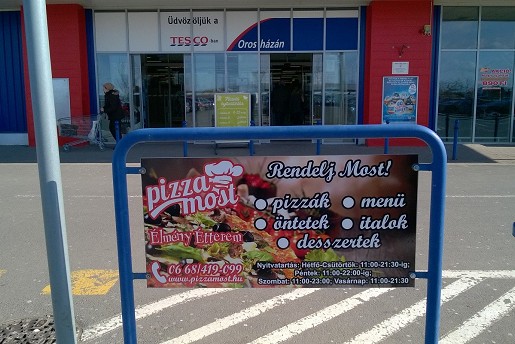 Üdvözöljük a
TESCO ban
Orosházán
pizza
most
Élmény Étterem
06 68/419-099
www.pizzamost.hu
Rendelj Most!
pizzák
menü
öntetek
italok
desszertek
Nyitvatartás: Hétfő-Csütörtök: 11:00-21:30-ig;
Péntek: 11:00-22:00-ig;
Szombat: 11:00-23:00; Vasárnap: 11:00-21:30